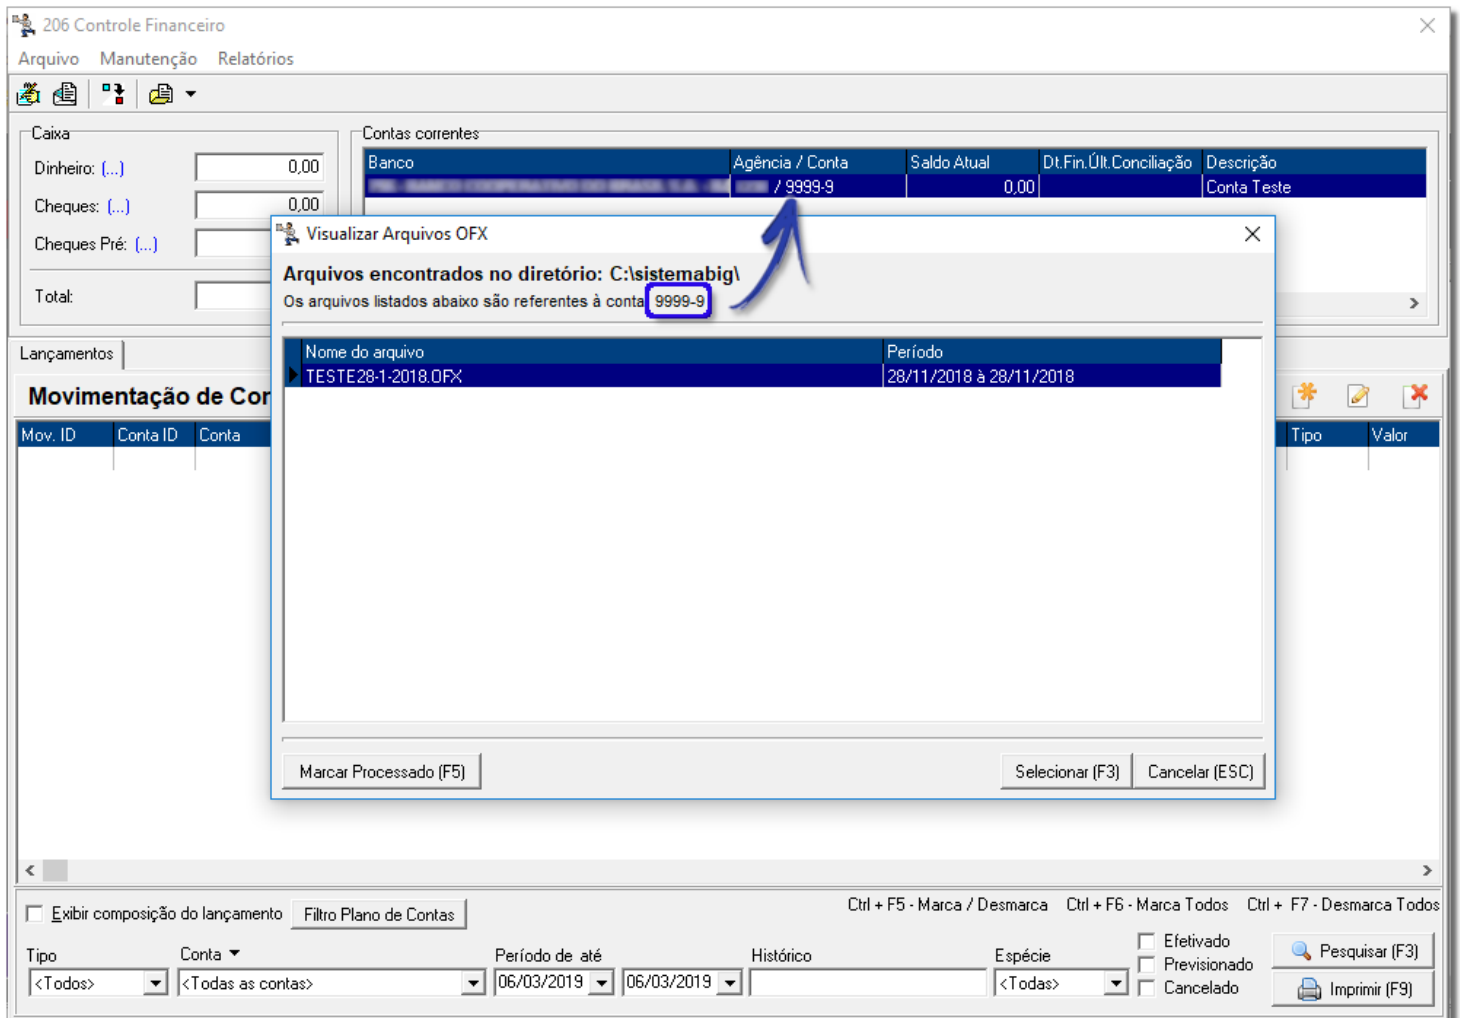 206 Controle Financeiro
Arquivo Manutenção Relatórios
Caixa
Contas correntes
Dinheiro: (...) 0,00
Cheques: (...) 0,00
Cheques Pré: (...)
Total:
Banco Agência / Conta Saldo Atual Dt.Fin.Últ.Conciliação Descrição
/ 9999-9 0,00 Conta Teste
Visualizar Arquivos OFX
Arquivos encontrados no diretório: C:\sistemabig\
Os arquivos listados abaixo são referentes à conta 9999-9
Nome do arquivo Período
TESTE28-1-2018.OFX 28/11/2018 à 28/11/2018
Marcar Processado (F5) Selecionar (F3) Cancelar (ESC)
Lançamentos
Movimentação de Cor
Mov. ID Conta ID Conta Tipo Valor
Exibir composição do lançamento Filtro Plano de Contas Ctrl + F5 - Marca / Desmarca Ctrl + F6 - Marca Todos Ctrl + F7 - Desmarca Todos
Tipo Conta Período de até Histórico Espécie
<Todos> <Todas as contas> 06/03/2019 06/03/2019 <Todas>
Efetivado
Previsionado
Cancelado
Pesquisar (F3)
Imprimir (F9)